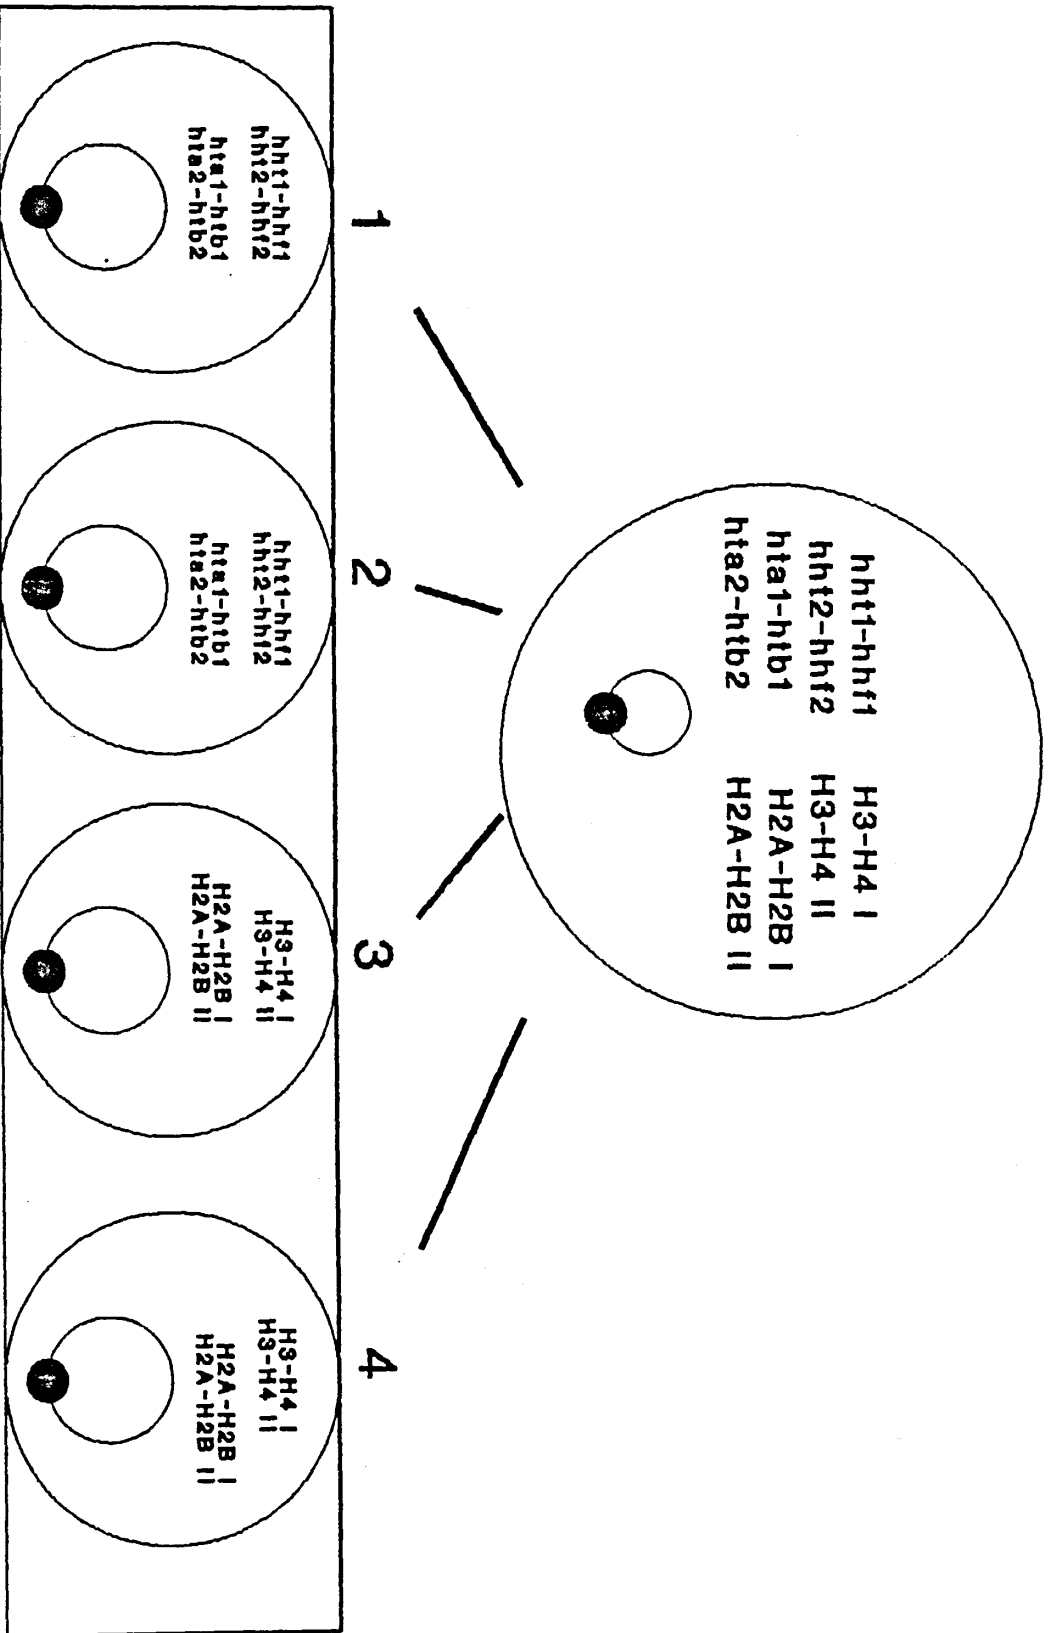 hht1-hhf1 H3-H4 I
hht2-hhf2 H3-H4 II
hta1-htb1 H2A-H2B I
hta2-htb2 H2A-H2B II
1
2
3
4
hht1-hhf1
hht2-hhf2
hta1-htb1
hta2-htb2
hht1-hhf1
hht2-hhf2
hta1-htb1
hta2-htb2
H3-H4 I
H3-H4 II
H2A-H2B I
H2A-H2B II
H3-H4 I
H3-H4 II
H2A-H2B I
H2A-H2B II